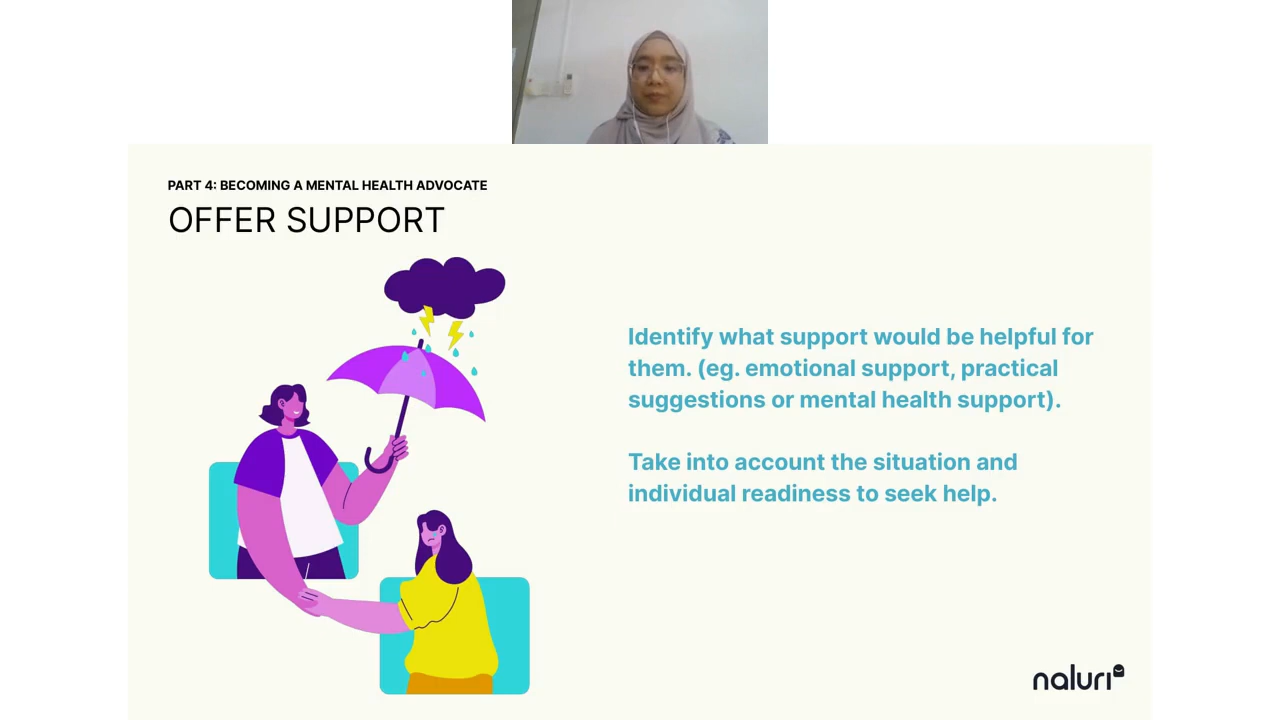 PART 4: BECOMING A MENTAL HEALTH ADVOCATE
OFFER SUPPORT
Identify what support would be helpful for
them. (eg. emotional support, practical
suggestions or mental health support).
Take into account the situation and
individual readiness to seek help.
naluri